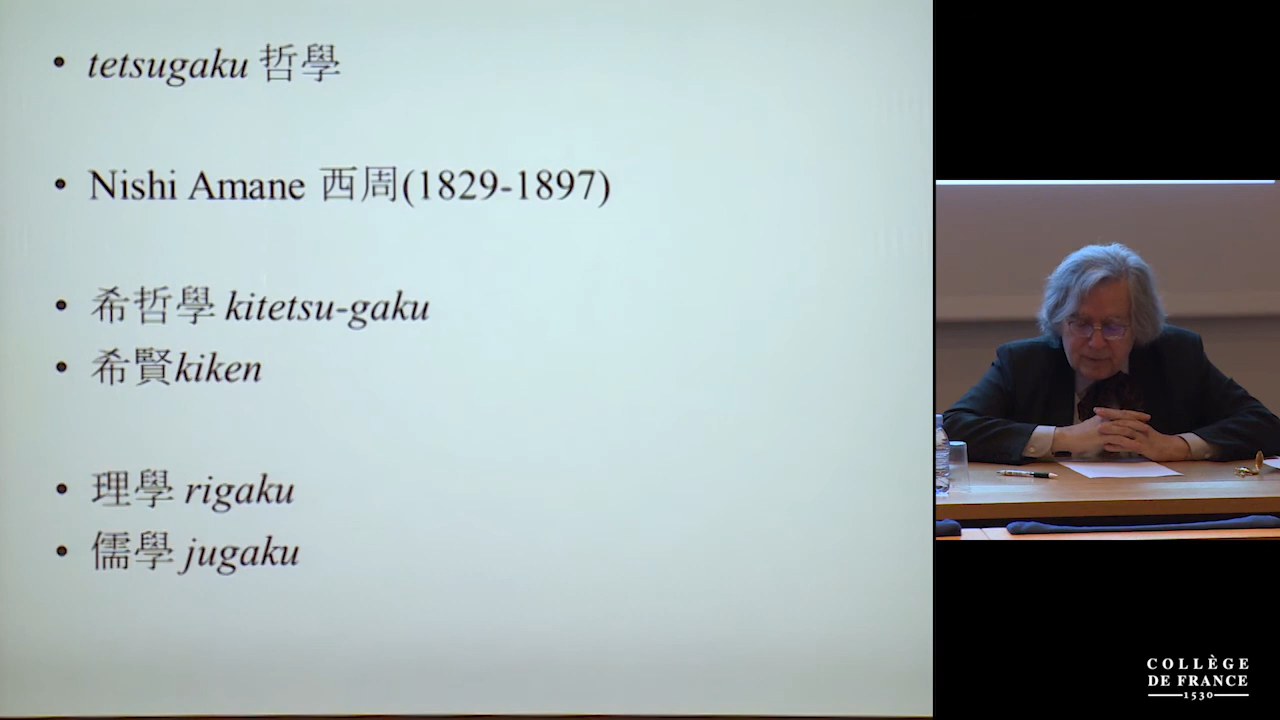 • tetsugaku 哲學
• Nishi Amane 西周(1829-1897)
• 希哲學 kitetsu-gaku
• 希賢kiken
• 理學 rigaku
• 儒學 jugaku
COLLÈGE
DE FRANCE
1530